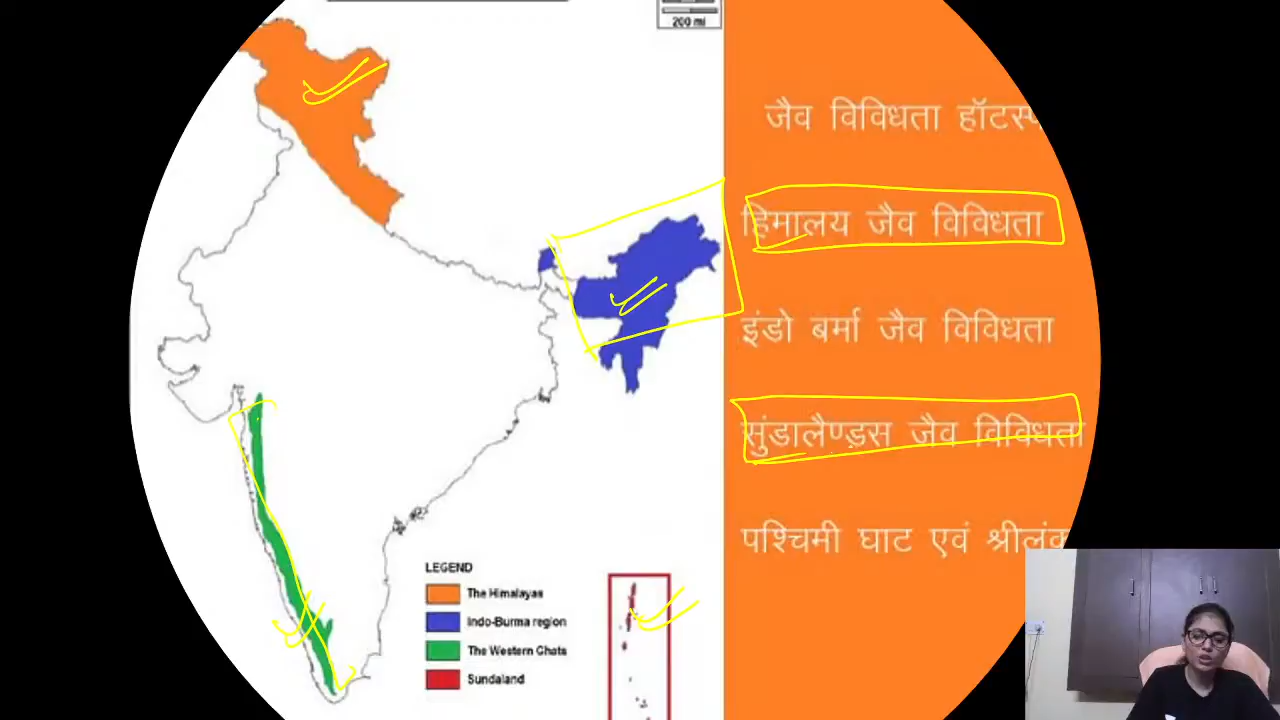 200 mi
जैव विविधता
हिमालय जैव विविधता
इंडो बर्मा जैव विविधता
सुंडालैण्ड्स जैव विविधता
पश्चिमी घाट एवं
LEGEND
The Himalayas
Indo-Burma region
The Western Ghats
Sundaland